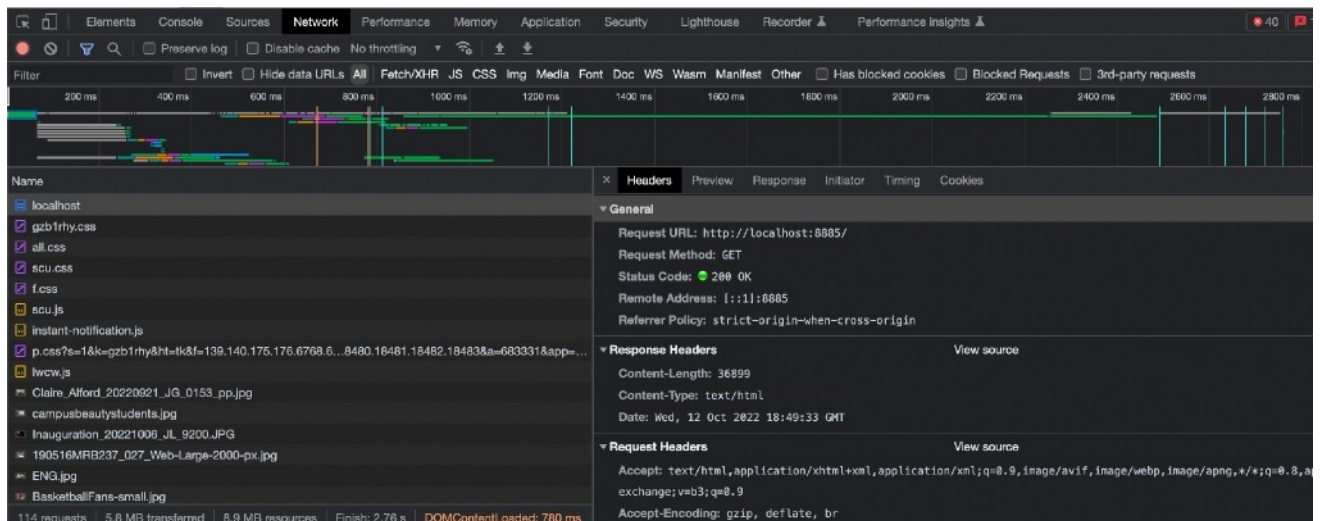 Elements Console Sources Network Performance Memory Application Security Lighthouse Recorder Performance insights 40
Preserve log Disable cache No throttling
Filter Invert Hide data URLs All Fetch/XHR JS CSS Img Media Font Doc WS Wasm Manifest Other Has blocked cookies Blocked Requests 3rd-party requests
200 ms 400 ms 600 ms 800 ms 1000 ms 1200 ms 1400 ms 1600 ms 1800 ms 2000 ms 2200 ms 2400 ms 2600 ms 2800 ms
Name
localhost
gzb1rhy.css
all.css
scu.css
f.css
scu.js
instant-notification.js
p.css?s=1&k=gzb1rhy&ht=tk&f=139.140.175.176.6768.6...8480.18481.18482.18483&a=683331&app=...
lwcw.js
Claire_Alford_20220921_JG_0153_pp.jpg
campusbeautystudents.jpg
Inauguration_20221006_JL_9200.JPG
190516MRB237_027_Web-Large-2000-px.jpg
ENG.jpg
BasketballFans-small.jpg
114 requests 5.8 MB transferred 8.9 MB resources Finish: 2.76 s DOMContentLoaded: 780 ms
× Headers Preview Response Initiator Timing Cookies
General
Request URL: http://localhost:8885/
Request Method: GET
Status Code: 200 OK
Remote Address: [::1]:8885
Referrer Policy: strict-origin-when-cross-origin
Response Headers View source
Content-Length: 36899
Content-Type: text/html
Date: Wed, 12 Oct 2022 18:49:33 GMT
Request Headers View source
Accept: text/html,application/xhtml+xml,application/xml;q=0.9,image/avif,image/webp,image/apng,*/*;q=0.8,a
exchange;v=b3;q=0.9
Accept-Encoding: gzip, deflate, br